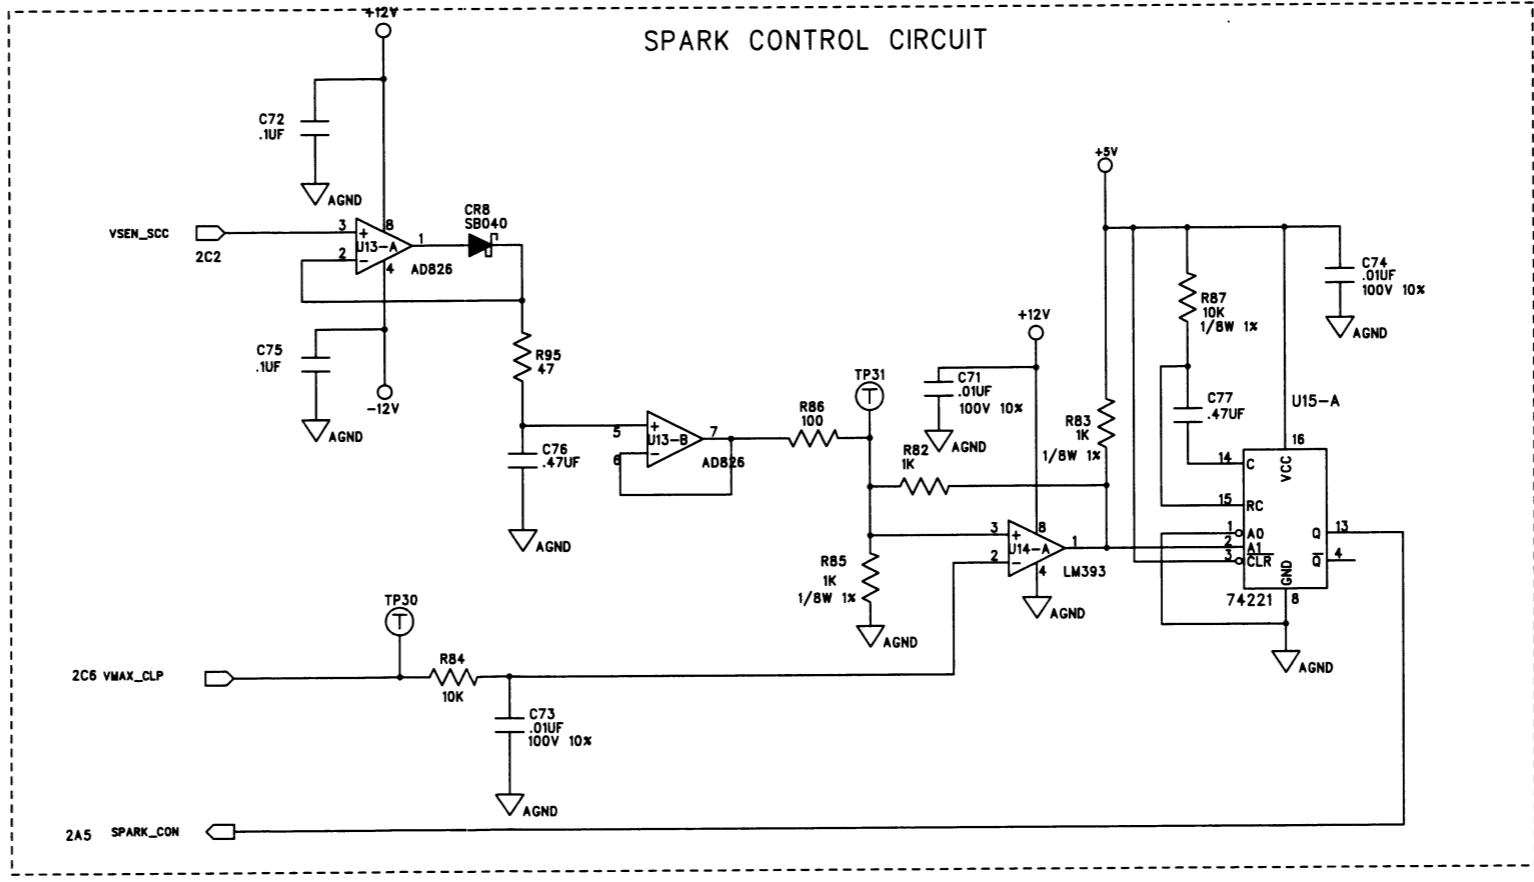 SPARK CONTROL CIRCUIT
+12V
C72
.1UF
AGND
VSEN_SCC
2C2
3
2
8
+
-
U13-A
4
1
AD826
CR8
SB040
C75
.1UF
AGND
-12V
R95
47
C76
.47UF
AGND
5
6
+
-
U13-B
7
AD826
R86
100
TP31
T
+12V
C71
.01UF
100V 10%
AGND
R82
1K
R83
1K
1/8W 1%
R85
1K
1/8W 1%
AGND
3
2
8
+
-
U14-A
4
1
LM393
AGND
+5V
R87
10K
1/8W 1%
C74
.01UF
100V 10%
AGND
C77
.47UF
U15-A
16
VCC
14 C
15 RC
1 A0
2 A1
3 CLR
Q 13
Q 4
GND
8
74221
AGND
TP30
T
2C6 VMAX_CLP
R84
10K
C73
.01UF
100V 10%
AGND
2A5 SPARK_CON